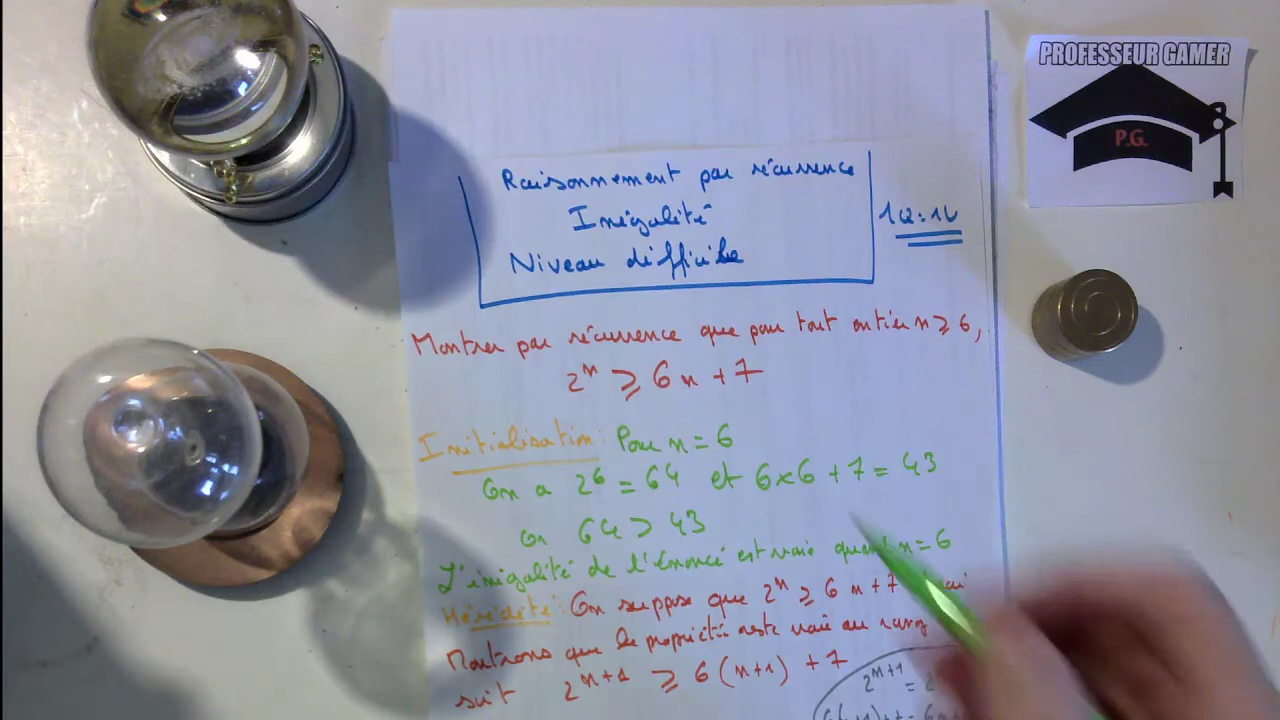 PROFESSEUR GAMER
P.G.
Raisonnement par récurrence
Inégalité
Niveau difficile
Montrer par récurrence que pour tout entier n ≥ 6,
2ⁿ ≥ 6n + 7
Initialisation: Pour n = 6
On a 2⁶ = 64 et 6×6 + 7 = 43
or 64 > 43
L'inégalité de l'énoncé est vraie quand n = 6
Hérédité: On suppose que 2ⁿ ≥ 6n + 7
Montrons que la propriété reste vraie au rang
suit 2ⁿ⁺¹ ≥ 6(n+1) + 7
2ⁿ⁺¹ = 2